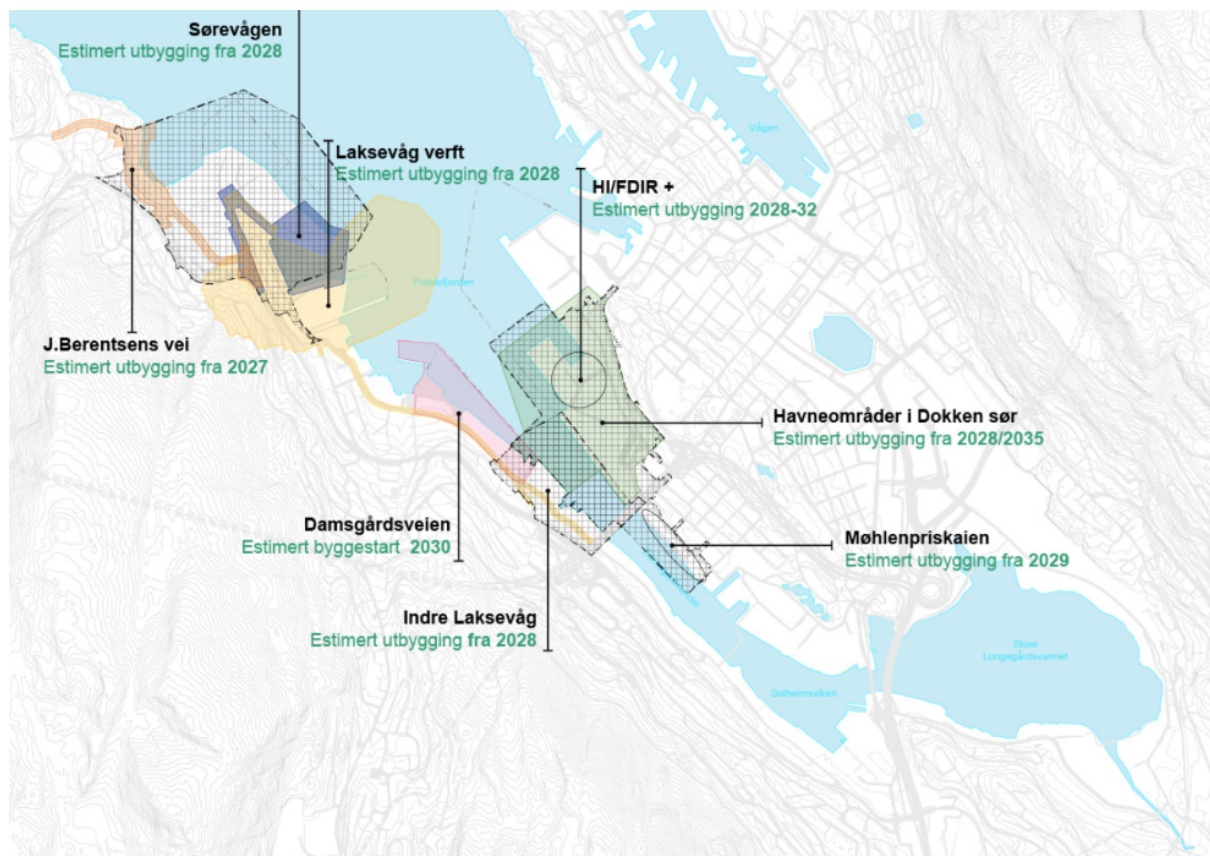 Sørevågen
Estimert utbygging fra 2028
Laksevåg verft
Estimert utbygging fra 2028
Vågen
HI/FDIR +
Estimert utbygging 2028-32
Puddefjorden
J.Berentsens vei
Estimert utbygging fra 2027
Havneområder i Dokken sør
Estimert utbygging fra 2028/2035
Damsgårdsveien
Estimert byggestart 2030
Møhlenpriskaien
Estimert utbygging fra 2029
Indre Laksevåg
Estimert utbygging fra 2028
Store
Lungegårdsvannet
Solheimsviken